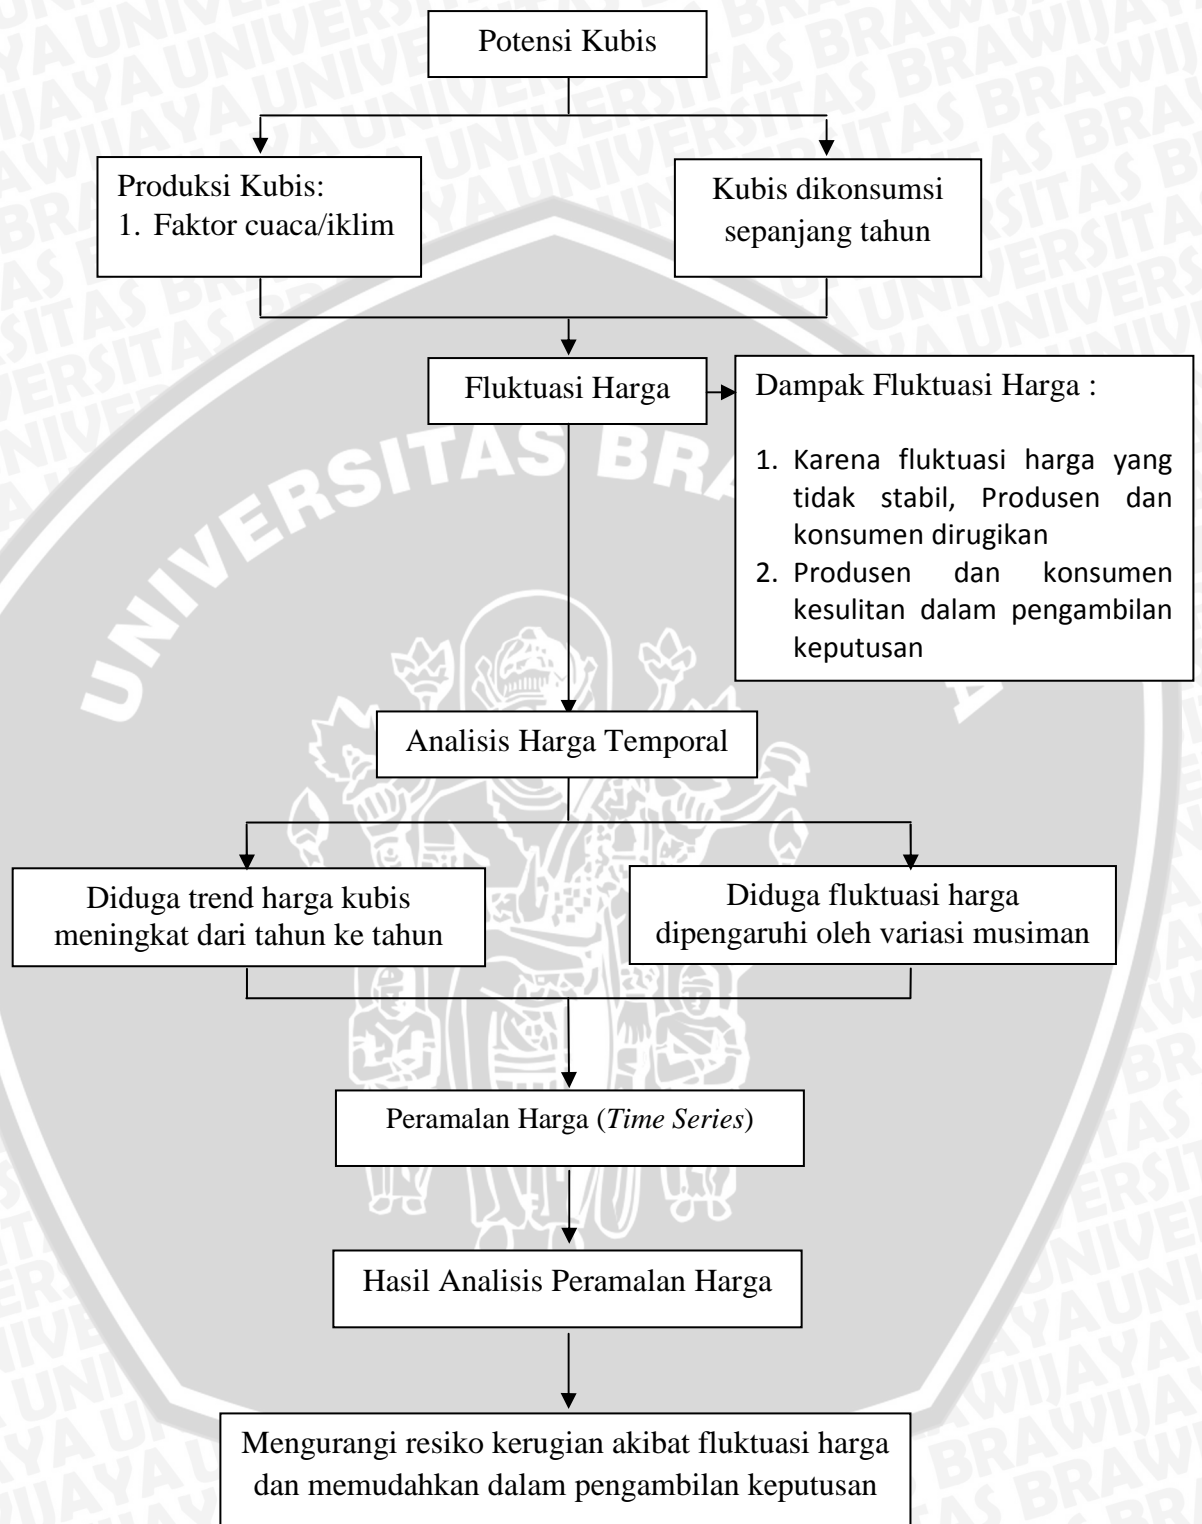 Potensi Kubis
Produksi Kubis:
1. Faktor cuaca/iklim
Kubis dikonsumsi
sepanjang tahun
Fluktuasi Harga
Dampak Fluktuasi Harga :
1. Karena fluktuasi harga yang
tidak stabil, Produsen dan
konsumen dirugikan
2. Produsen dan konsumen
kesulitan dalam pengambilan
keputusan
UNIVERSITAS BRA
A
Analisis Harga Temporal
Diduga trend harga kubis
meningkat dari tahun ke tahun
Diduga fluktuasi harga
dipengaruhi oleh variasi musiman
Peramalan Harga (Time Series)
Hasil Analisis Peramalan Harga
Mengurangi resiko kerugian akibat fluktuasi harga
dan memudahkan dalam pengambilan keputusan